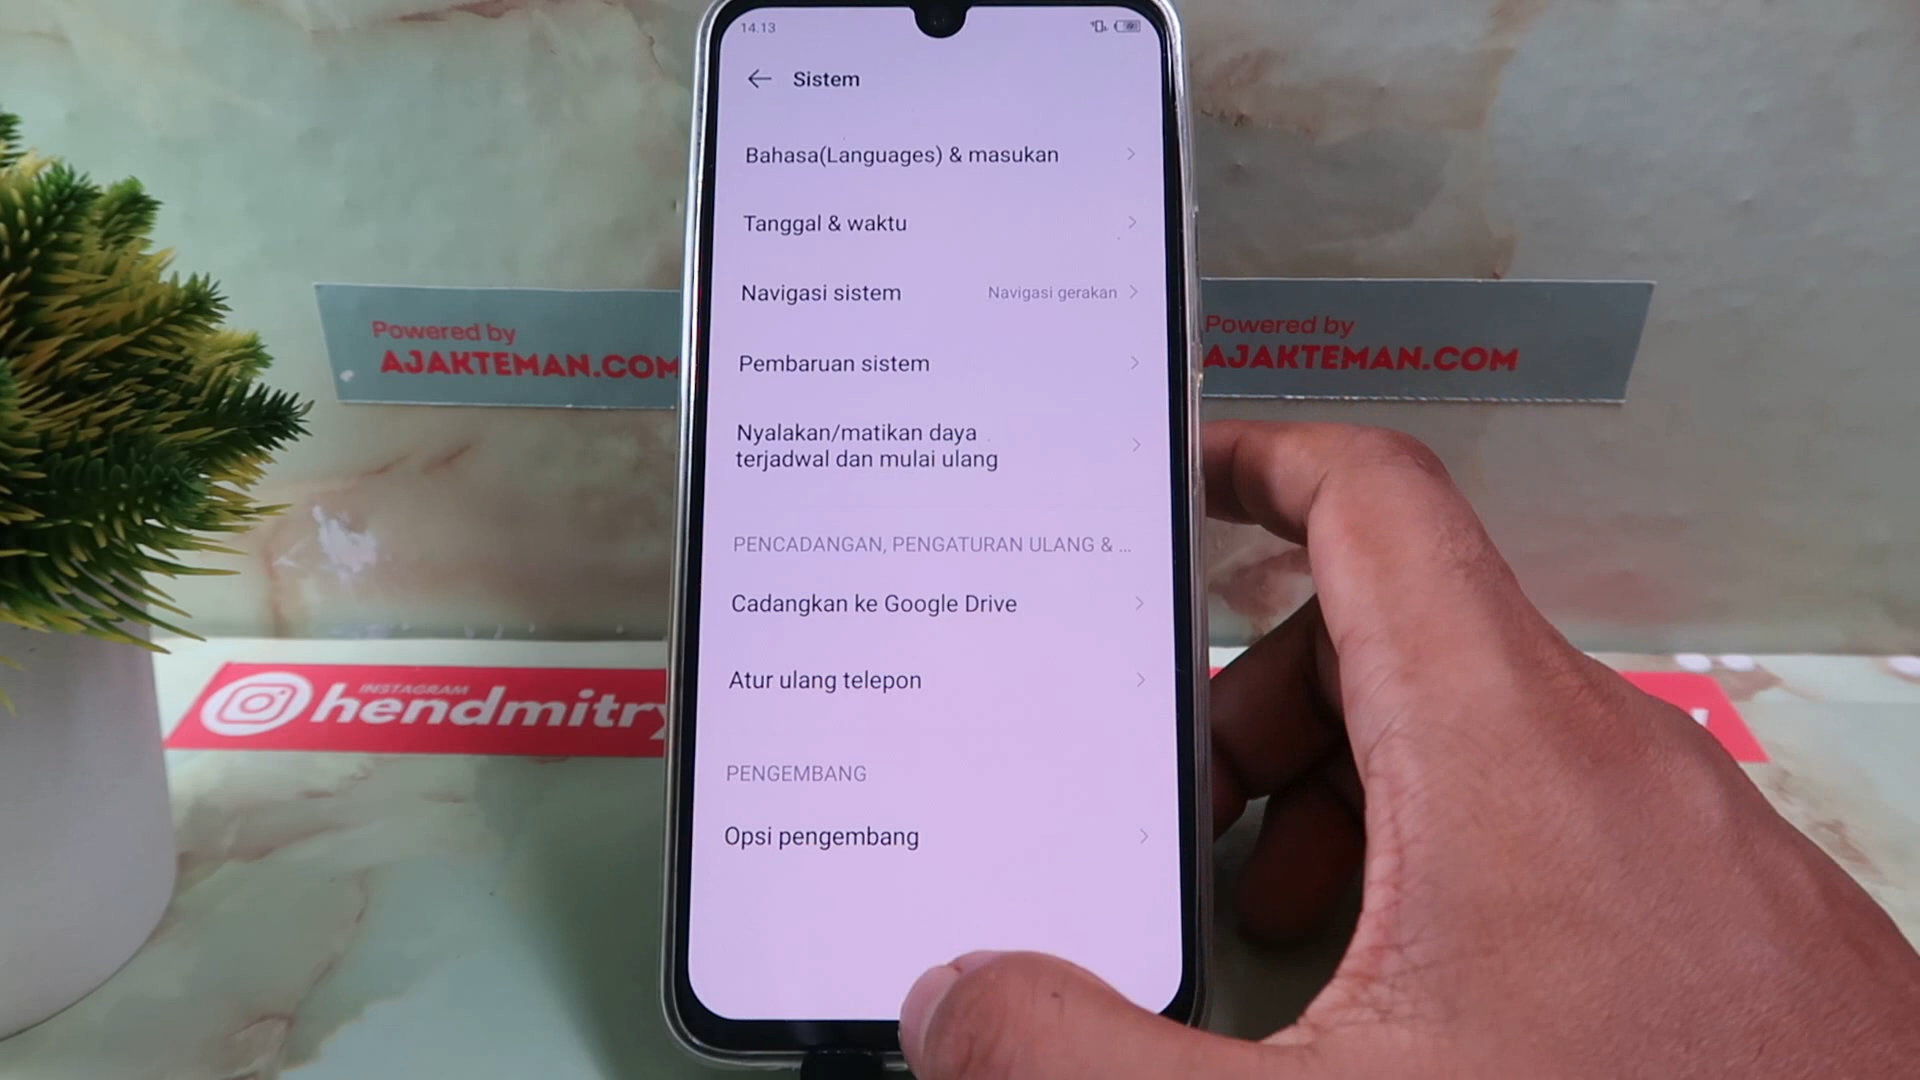 14.13
Sistem
Bahasa(Languages) & masukan
Tanggal & waktu
Navigasi sistem
Navigasi gerakan
Pembaruan sistem
Nyalakan/matikan daya
terjadwal dan mulai ulang
PENCADANGAN, PENGATURAN ULANG & ...
Cadangkan ke Google Drive
Atur ulang telepon
PENGEMBANG
Opsi pengembang
Powered by
AJAKTEMAN.COM
Powered by
AJAKTEMAN.COM
INSTAGRAM
hendmitry